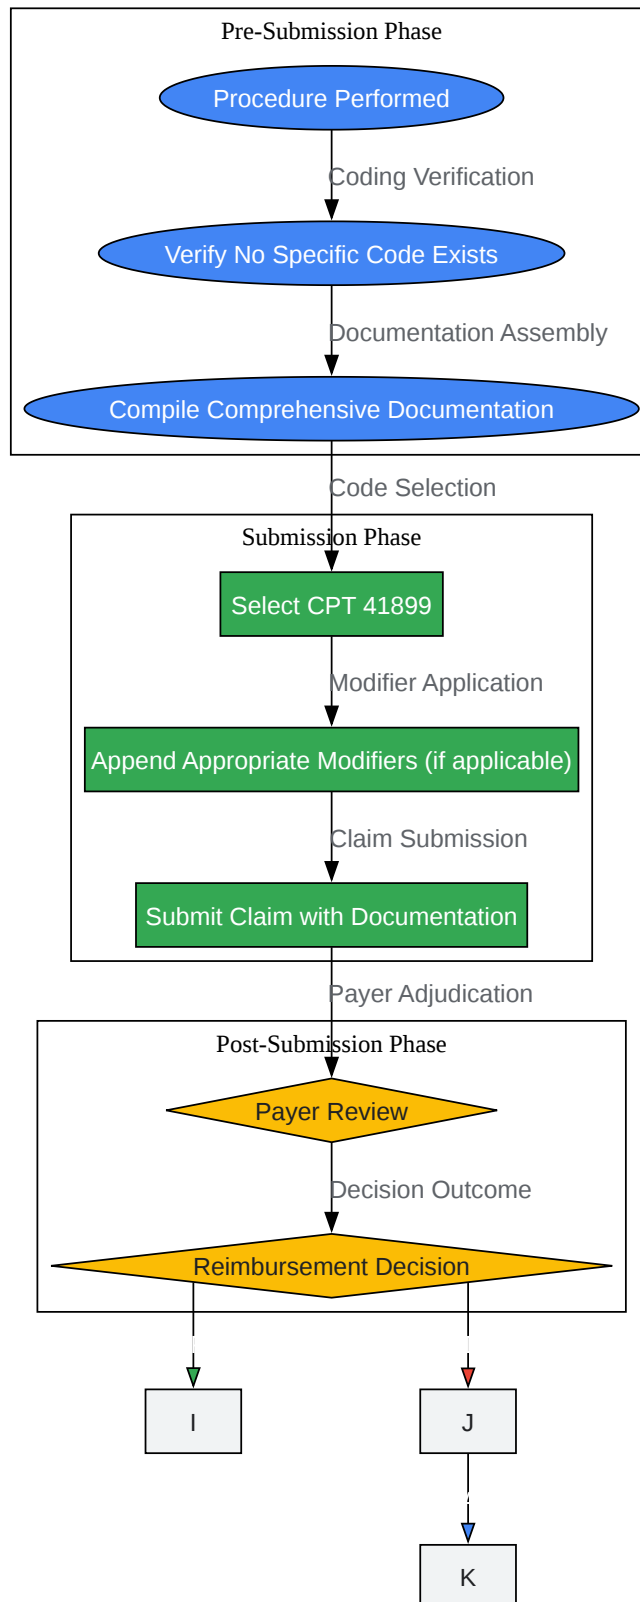 Pre-Submission Phase
Procedure Performed
Coding Verification
Verify No Specific Code Exists
Documentation Assembly
Compile Comprehensive Documentation
Code Selection
Submission Phase
Select CPT 41899
Modifier Application
Append Appropriate Modifiers (if applicable)
Claim Submission
Submit Claim with Documentation
Payer Adjudication
Post-Submission Phase
Payer Review
Decision Outcome
Reimbursement Decision
I
J
K